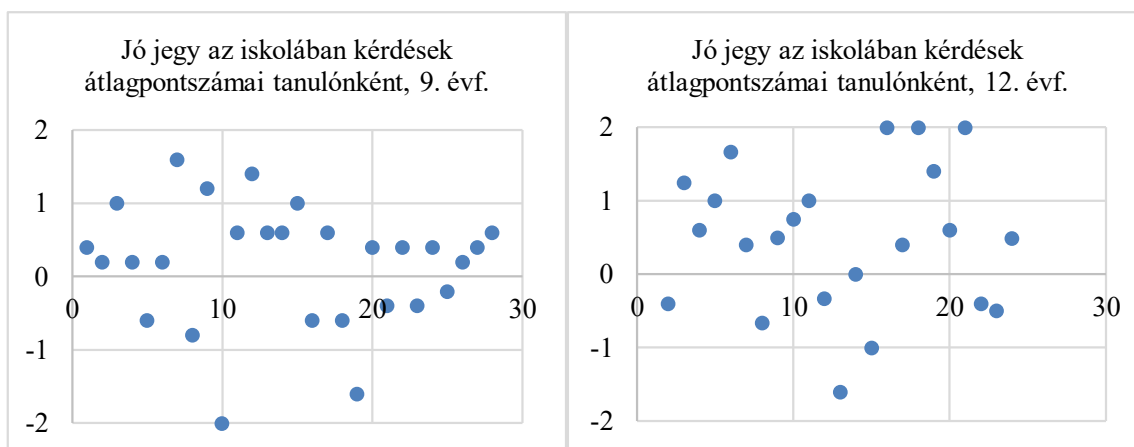 Jó jegy az iskolában kérdések
átlagpontszámai tanulónként, 9. évf.
2
1
0
-1
-2
0 10 20 30
Jó jegy az iskolában kérdések
átlagpontszámai tanulónként, 12. évf.
2
1
0
-1
-2
0 10 20 30